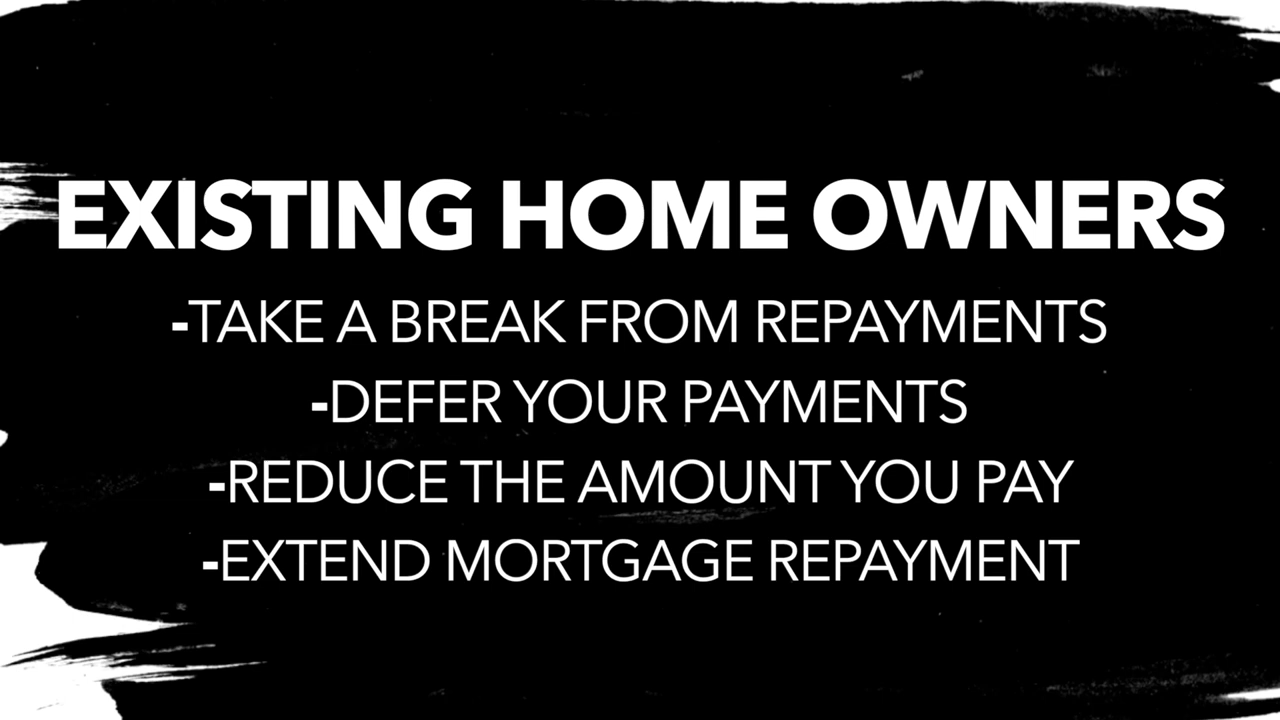 EXISTING HOME OWNERS
-TAKE A BREAK FROM REPAYMENTS
-DEFER YOUR PAYMENTS
-REDUCE THE AMOUNT YOU PAY
-EXTEND MORTGAGE REPAYMENT